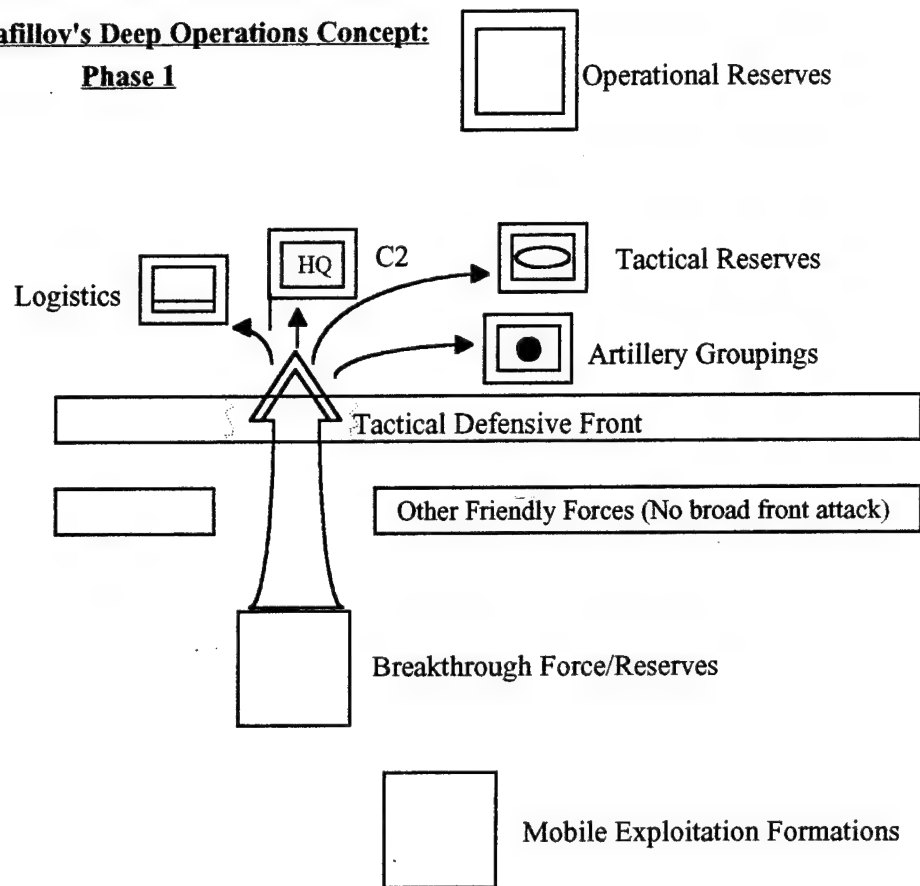 afillov's Deep Operations Concept:
Phase 1
Operational Reserves
HQ
C2
Tactical Reserves
Logistics
Artillery Groupings
Tactical Defensive Front
Other Friendly Forces (No broad front attack)
Breakthrough Force/Reserves
Mobile Exploitation Formations